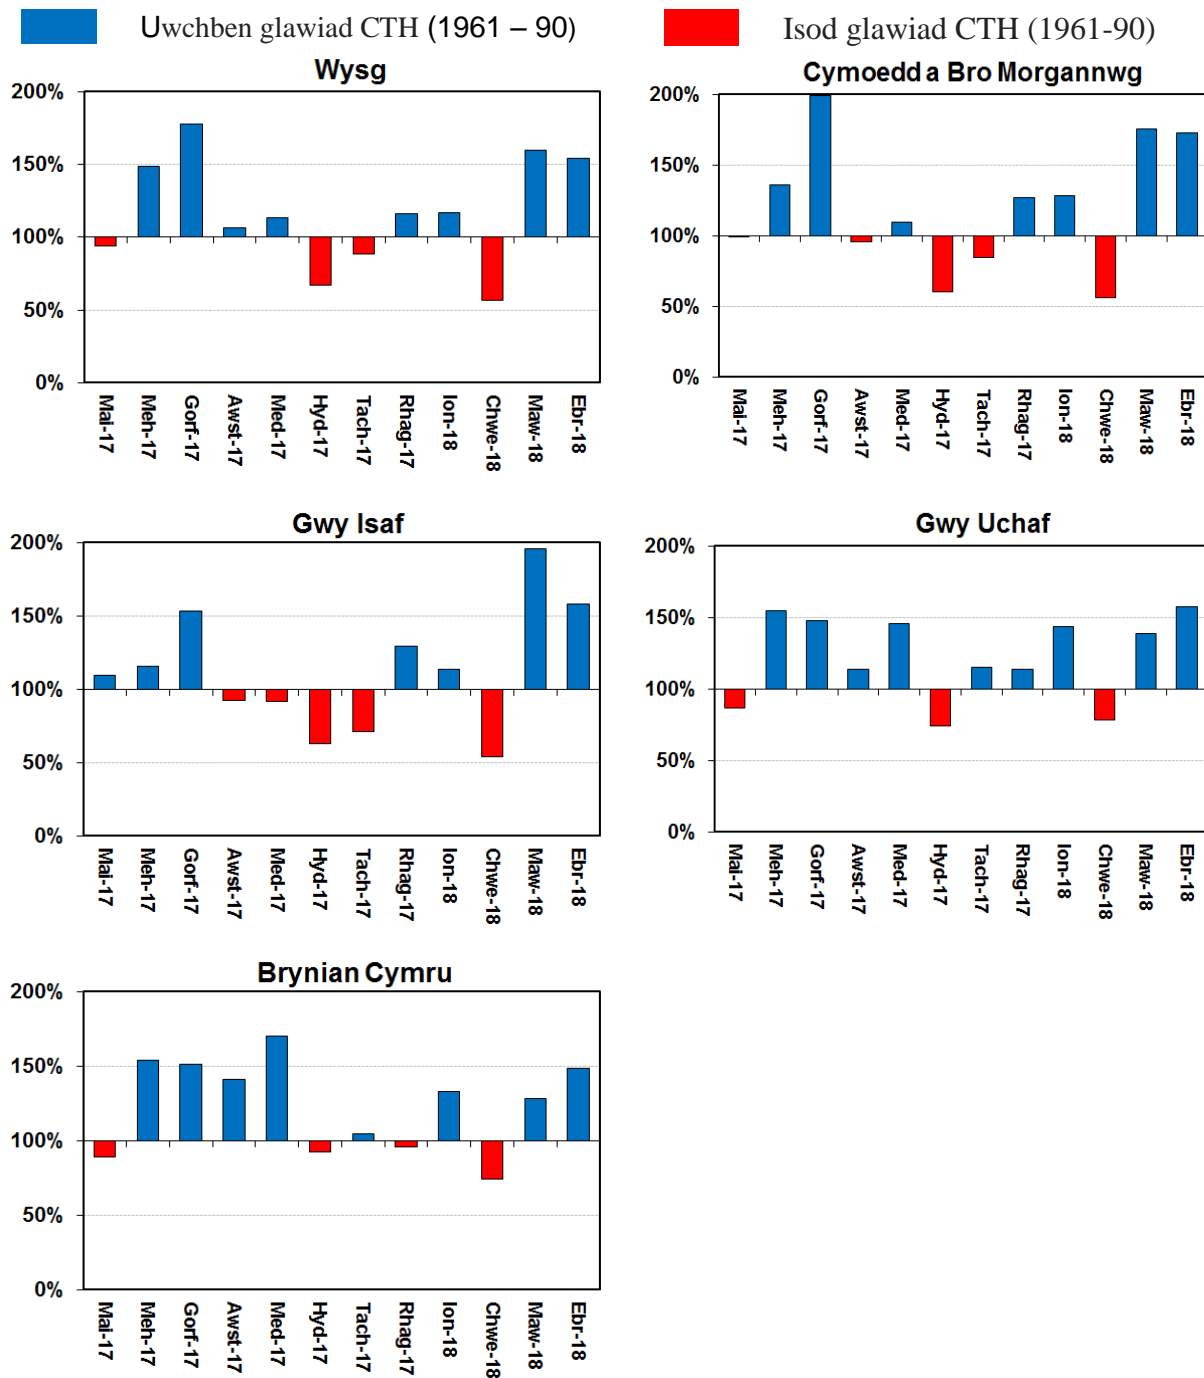 Uwchben glawiad CTH (1961 – 90)
Isod glawiad CTH (1961-90)
Wysg
200%
150%
100%
50%
0%
Mai-17
Meh-17
Gorf-17
Awst-17
Med-17
Hyd-17
Tach-17
Rhag-17
Ion-18
Chwe-18
Maw-18
Ebr-18
Cymoedd a Bro Morgannwg
200%
150%
100%
50%
0%
Mai-17
Meh-17
Gorf-17
Awst-17
Med-17
Hyd-17
Tach-17
Rhag-17
Ion-18
Chwe-18
Maw-18
Ebr-18
Gwy Isaf
200%
150%
100%
50%
0%
Mai-17
Meh-17
Gorf-17
Awst-17
Med-17
Hyd-17
Tach-17
Rhag-17
Ion-18
Chwe-18
Maw-18
Ebr-18
Gwy Uchaf
200%
150%
100%
50%
0%
Mai-17
Meh-17
Gorf-17
Awst-17
Med-17
Hyd-17
Tach-17
Rhag-17
Ion-18
Chwe-18
Maw-18
Ebr-18
Brynian Cymru
200%
150%
100%
50%
0%
Mai-17
Meh-17
Gorf-17
Awst-17
Med-17
Hyd-17
Tach-17
Rhag-17
Ion-18
Chwe-18
Maw-18
Ebr-18